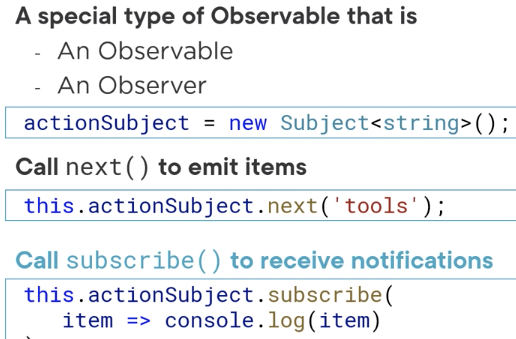 A special type of Observable that is
- An Observable
- An Observer
actionSubject = new Subject<string>();
Call next() to emit items
this.actionSubject.next('tools');
Call subscribe() to receive notifications
this.actionSubject.subscribe(
item => console.log(item)